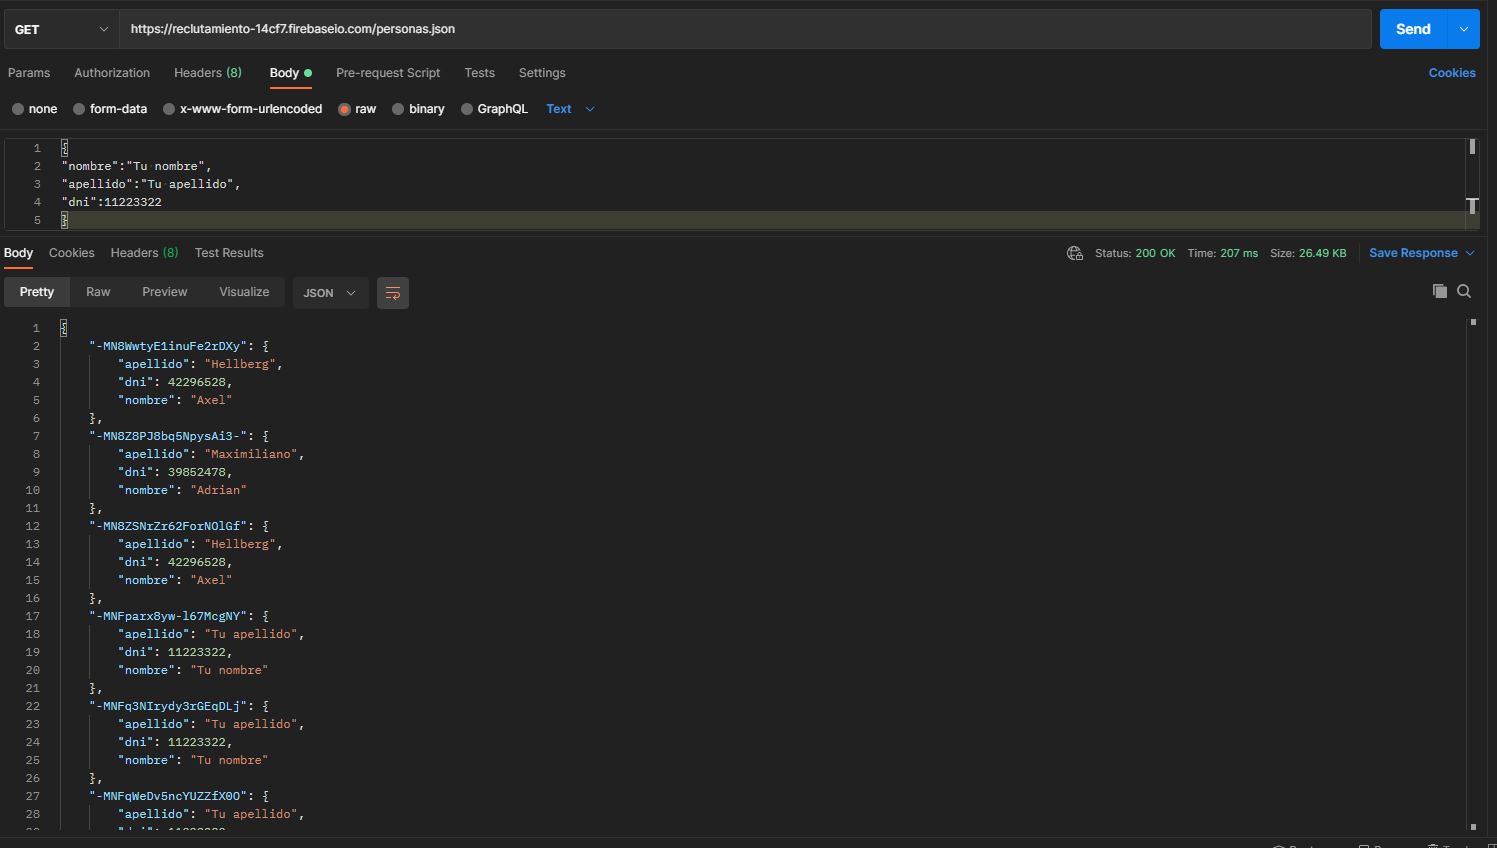 GET https://reclutamiento-14cf7.firebaseio.com/personas.json Send
Params Authorization Headers (8) Body Pre-request Script Tests Settings Cookies
none form-data x-www-form-urlencoded raw binary GraphQL Text
1 {
2 "nombre":"Tu nombre",
3 "apellido":"Tu apellido",
4 "dni":11223322
5 }
Body Cookies Headers (8) Test Results Status: 200 OK Time: 207 ms Size: 26.49 KB Save Response
Pretty Raw Preview Visualize JSON
1 {
2 "-MN8WwtyE1inuFe2rDXy": {
3 "apellido": "Hellberg",
4 "dni": 42296528,
5 "nombre": "Axel"
6 },
7 "-MN8Z8PJ8bq5NpysAi3-": {
8 "apellido": "Maximiliano",
9 "dni": 39852478,
10 "nombre": "Adrian"
11 },
12 "-MN8ZSNrZr62ForNOlGf": {
13 "apellido": "Hellberg",
14 "dni": 42296528,
15 "nombre": "Axel"
16 },
17 "-MNFparx8yw-l67McgNY": {
18 "apellido": "Tu apellido",
19 "dni": 11223322,
20 "nombre": "Tu nombre"
21 },
22 "-MNFq3NIrydy3rGEqDLj": {
23 "apellido": "Tu apellido",
24 "dni": 11223322,
25 "nombre": "Tu nombre"
26 },
27 "-MNFqWeDv5ncYUZZfX0O": {
28 "apellido": "Tu apellido",